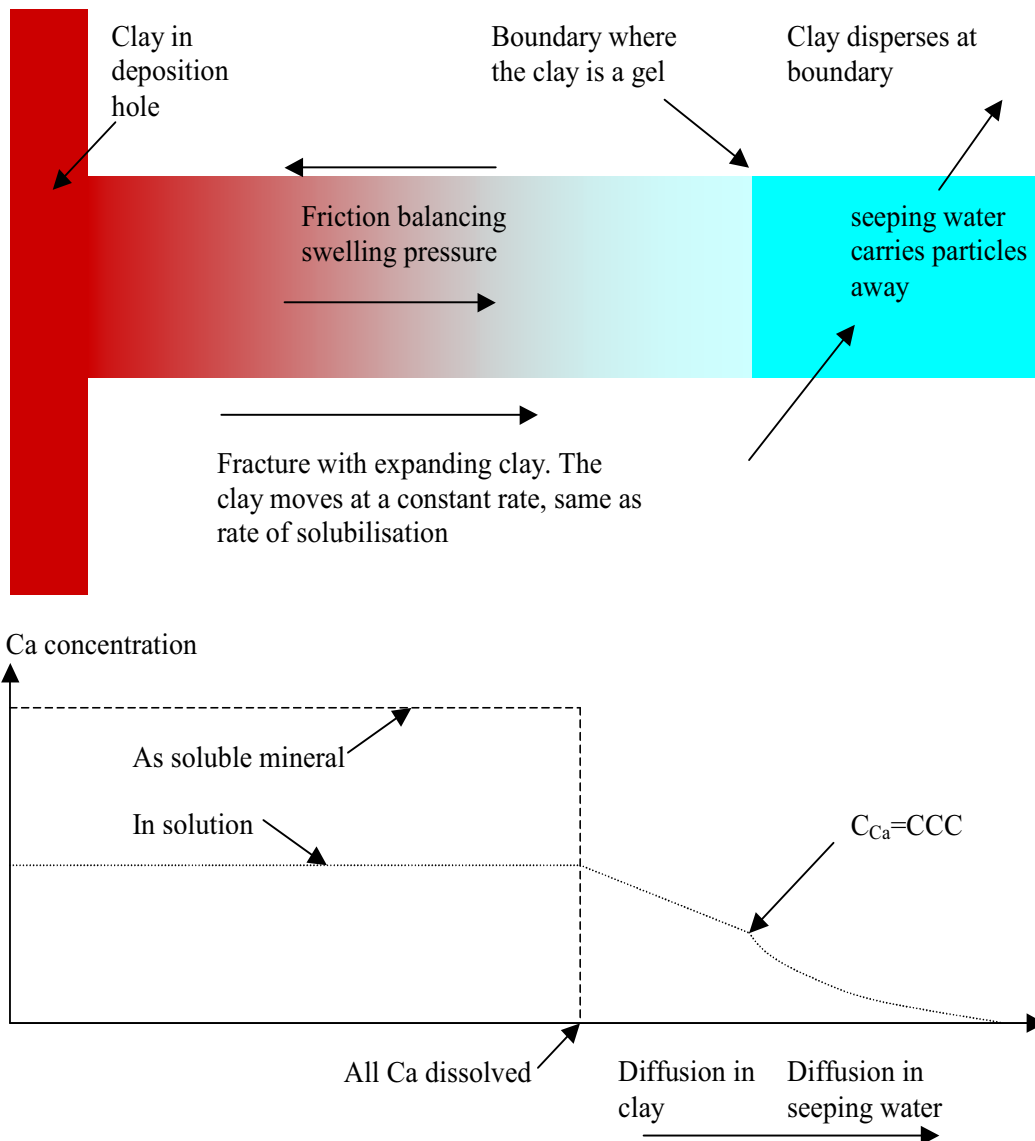 Clay in
deposition
hole
Boundary where
the clay is a gel
Clay disperses at
boundary
Friction balancing
swelling pressure
seeping water
carries particles
away
Fracture with expanding clay. The
clay moves at a constant rate, same as
rate of solubilisation
Ca concentration
As soluble mineral
In solution
C_Ca=CCC
All Ca dissolved
Diffusion in
clay
Diffusion in
seeping water